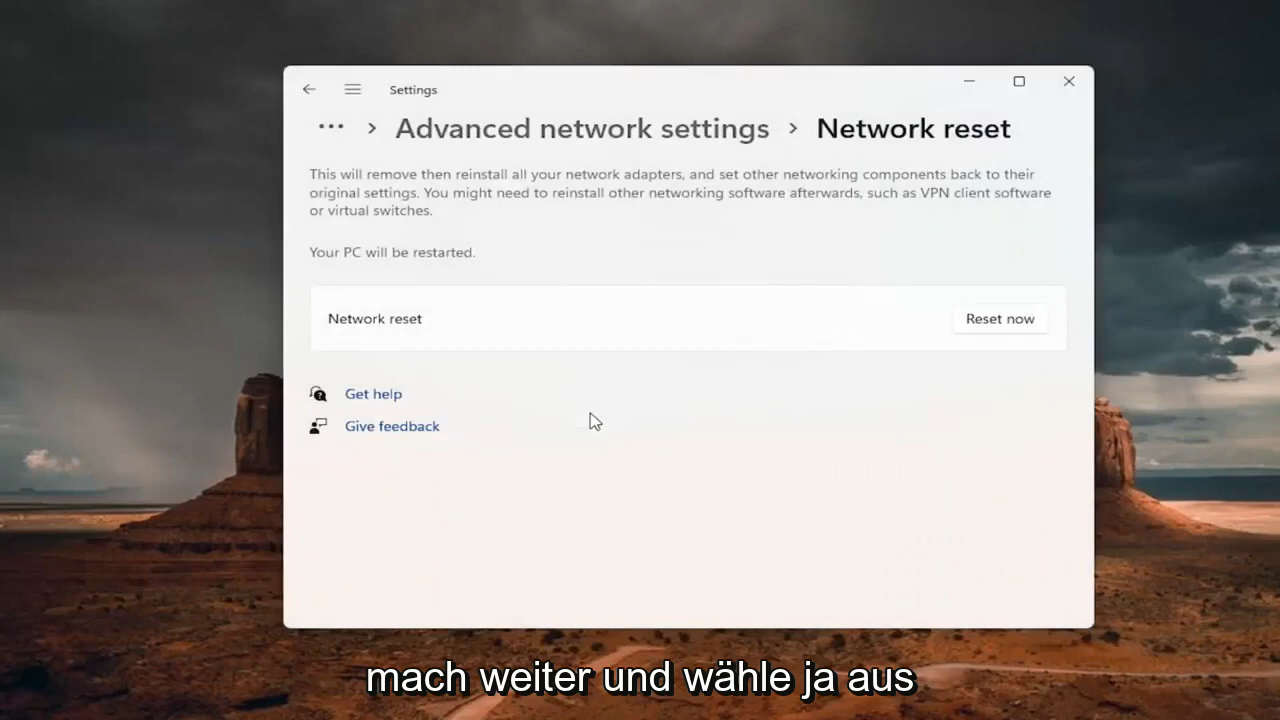 Settings
··· > Advanced network settings > Network reset
This will remove then reinstall all your network adapters, and set other networking components back to their
original settings. You might need to reinstall other networking software afterwards, such as VPN client software
or virtual switches.
Your PC will be restarted.
Network reset Reset now
Get help
Give feedback
mach weiter und wähle ja aus